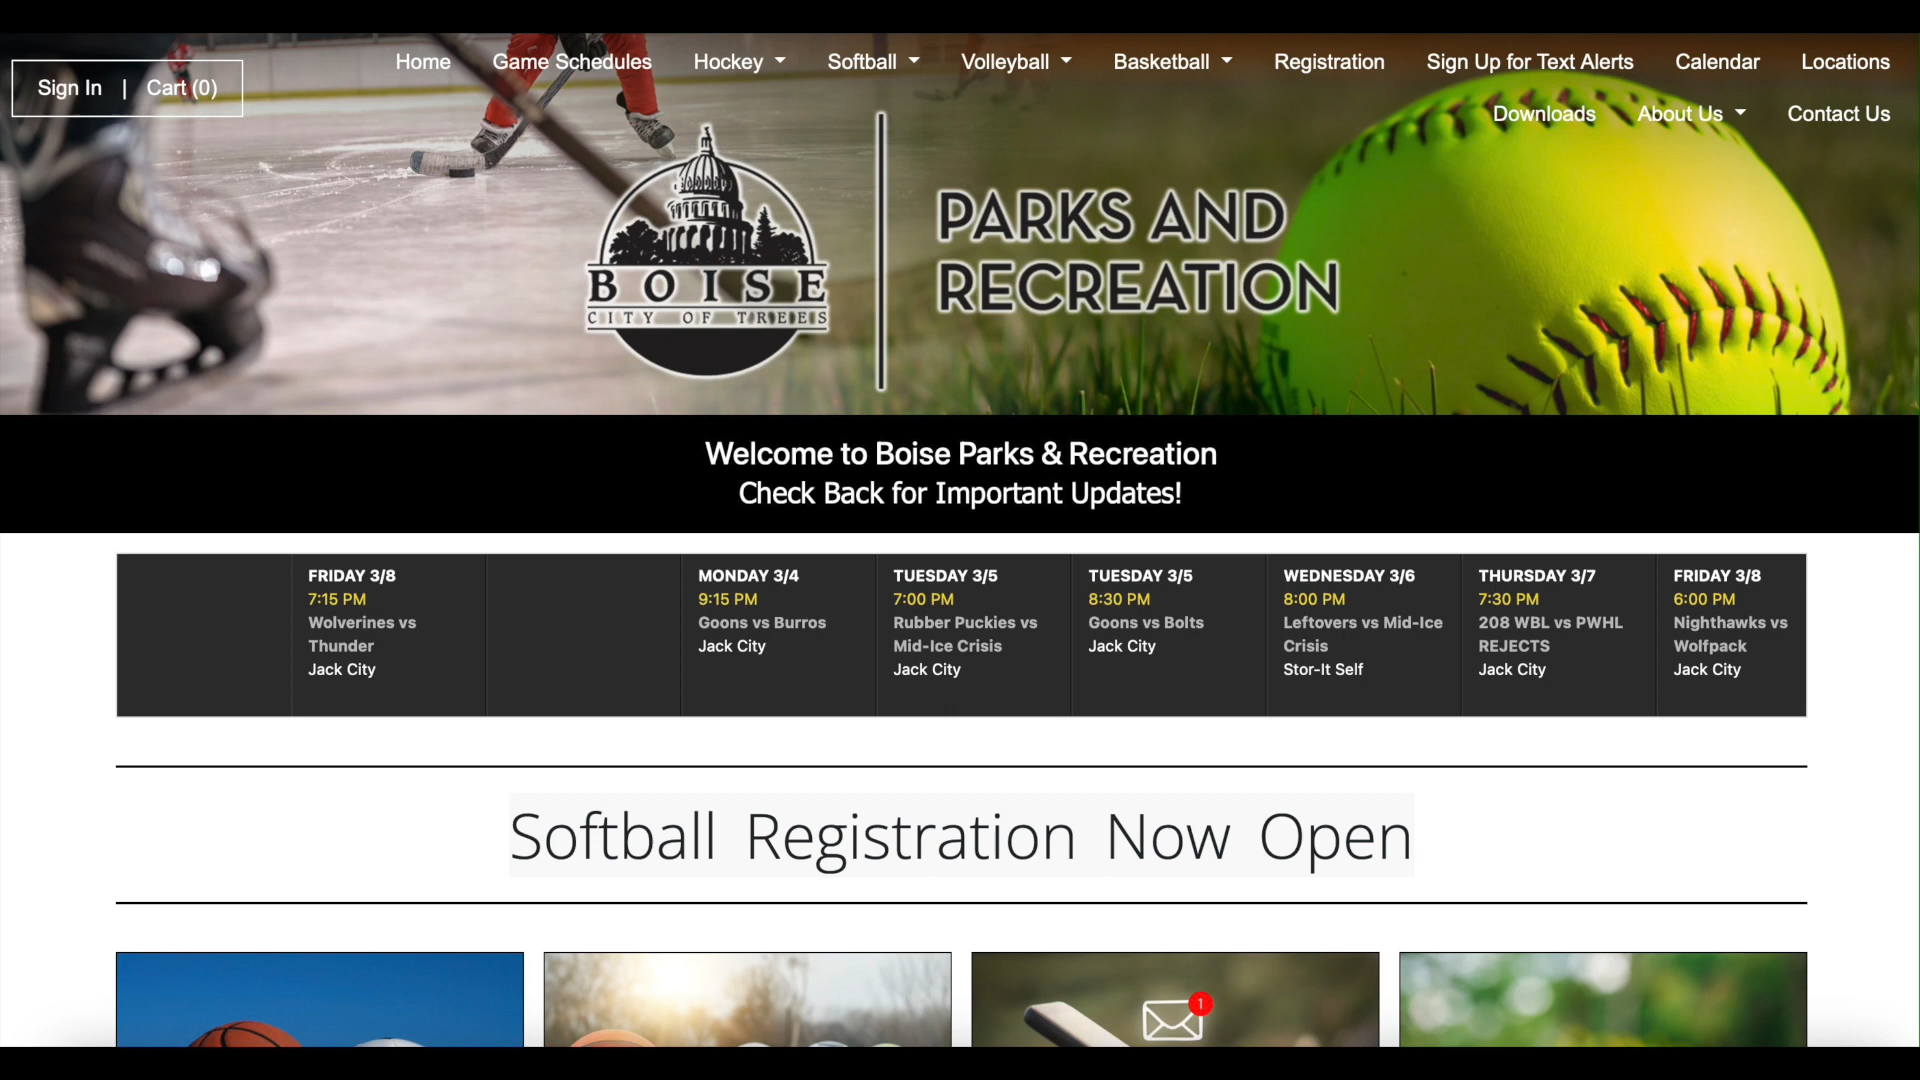 Sign In | Cart (0)
Home Game Schedules Hockey Softball Volleyball Basketball Registration Sign Up for Text Alerts Calendar Locations
Downloads About Us Contact Us
BOISE
CITY OF TREES
PARKS AND
RECREATION
Welcome to Boise Parks & Recreation
Check Back for Important Updates!
FRIDAY 3/8
7:15 PM
Wolverines vs
Thunder
Jack City
MONDAY 3/4
9:15 PM
Goons vs Burros
Jack City
TUESDAY 3/5
7:00 PM
Rubber Puckies vs
Mid-Ice Crisis
Jack City
TUESDAY 3/5
8:30 PM
Goons vs Bolts
Jack City
WEDNESDAY 3/6
8:00 PM
Leftovers vs Mid-Ice
Crisis
Stor-It Self
THURSDAY 3/7
7:30 PM
208 WBL vs PWHL
REJECTS
Jack City
FRIDAY 3/8
6:00 PM
Nighthawks vs
Wolfpack
Jack City
Softball Registration Now Open
1